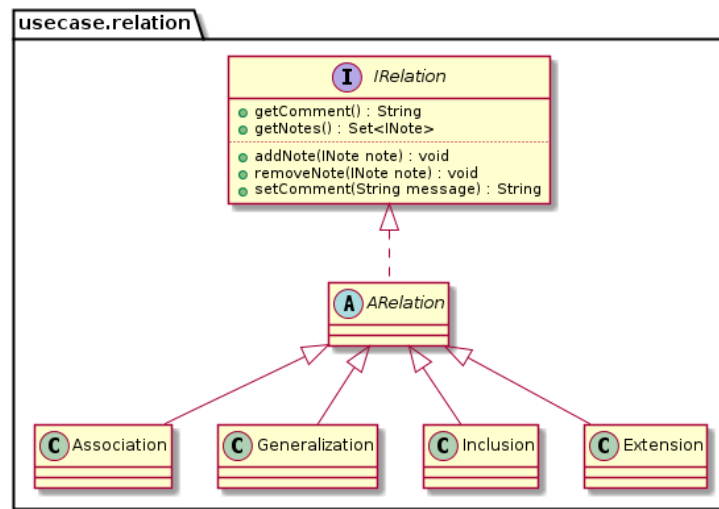 usecase.relation
I IRelation
getComment() : String
getNotes() : Set<INote>
addNote(INote note) : void
removeNote(INote note) : void
setComment(String message) : String
A ARelation
C Association
C Generalization
C Inclusion
C Extension